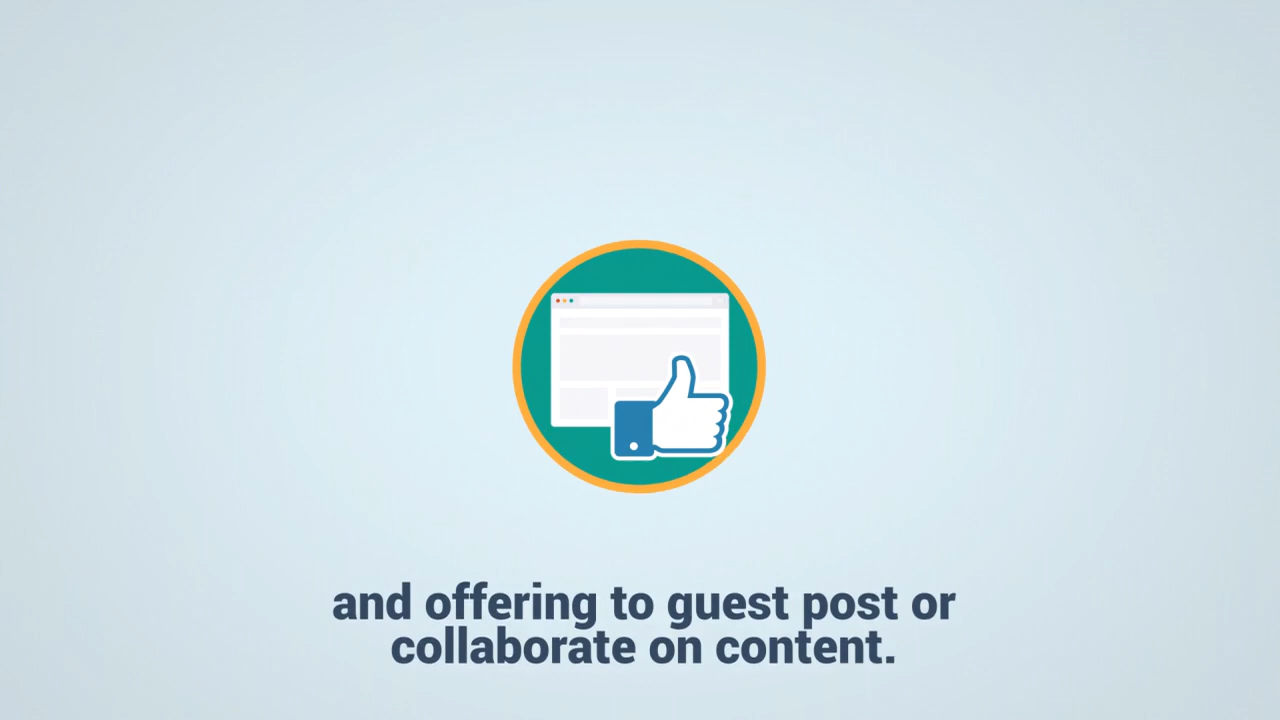 and offering to guest post or
collaborate on content.